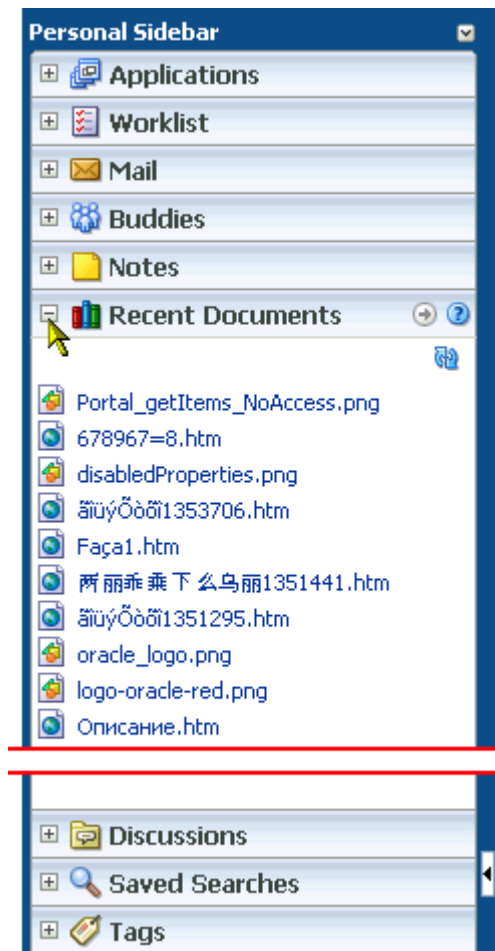 Personal Sidebar
Applications
Worklist
Mail
Buddies
Notes
Recent Documents
Portal_getItems_NoAccess.png
678967=8.htm
disabledProperties.png
ãïüýÕòõï1353706.htm
Faça1.htm
两丽乖乘下么乌丽1351441.htm
ãïüýÕòõï1351295.htm
oracle_logo.png
logo-oracle-red.png
Описание.htm
Discussions
Saved Searches
Tags